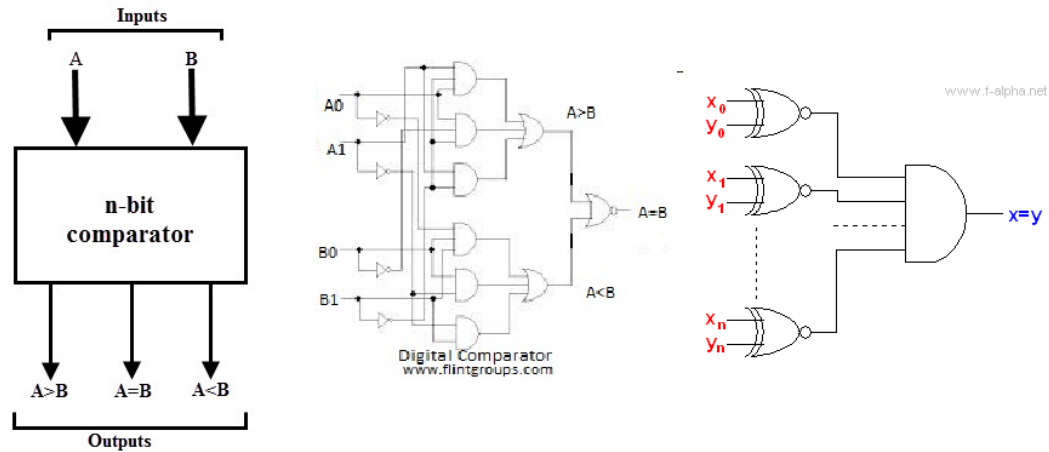 Inputs
A B
n-bit
comparator
A>B A=B A<B
Outputs
A0
A1
B0
B1
A>B
A=B
A<B
Digital Comparator
www.flintgroups.com
www.f-alpha.net
x0
y0
x1
y1
xn
yn
x=y